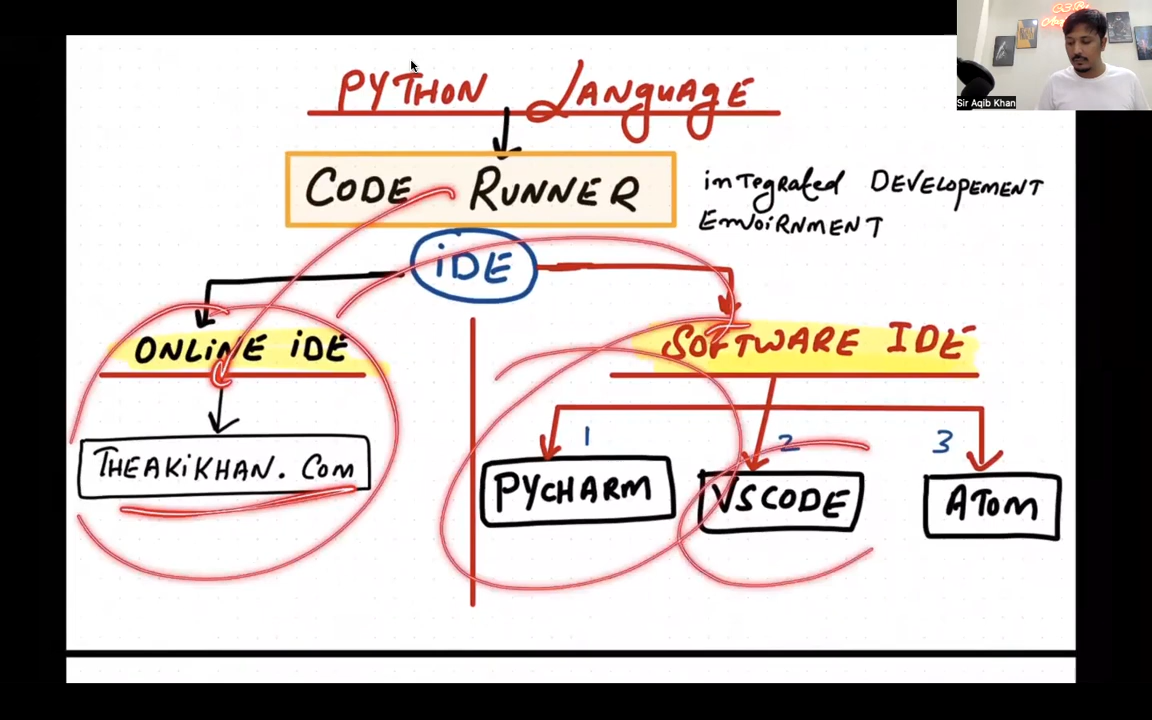 PYTHON LANGUAGE
CODE RUNNER
inTegrated DEVELOPEMENT
EnvoiRNMENT
iDE
ONLiNE iDE
SOFTWARE IDE
1
2
3
THEAKiKHAN.Com
PYCHARM
VSCODE
ATOM
Sir Aqib Khan